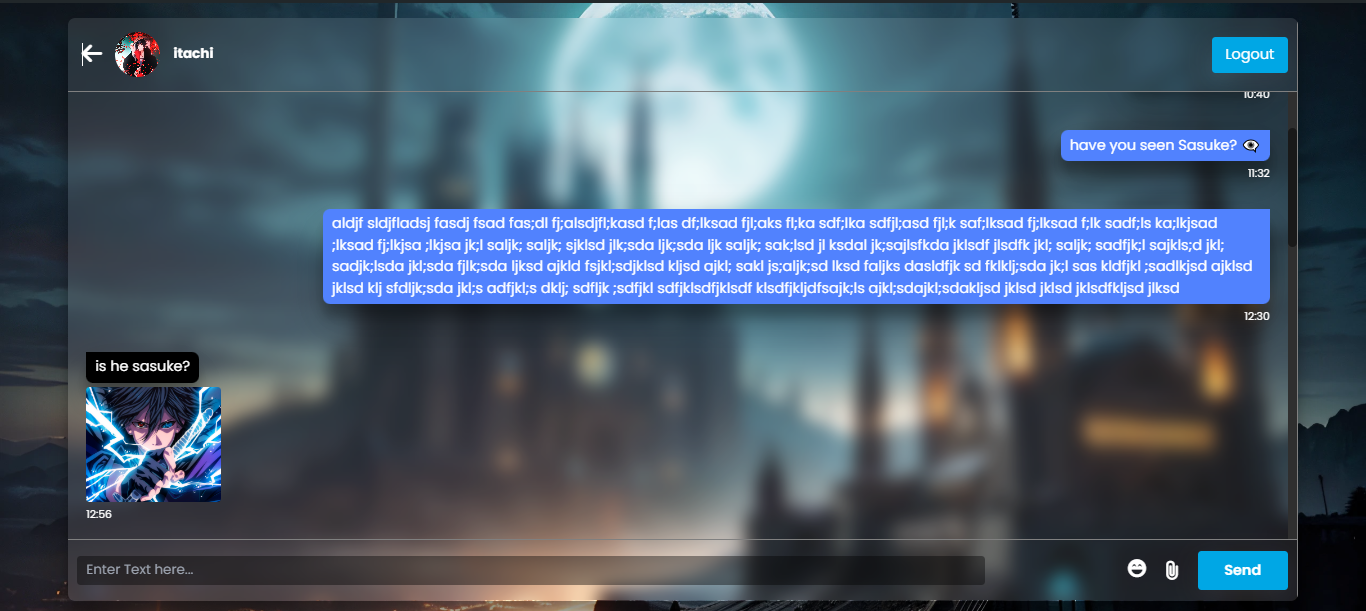 itachi
Logout
10:40
have you seen Sasuke? 👁️‍🗨️
11:32
aldjf sldjfladsj fasdj fsad fas;dl fj;alsdjfl;kasd f;las df;lksad fjl;aks fl;ka sdf;lka sdfjl;asd fjl;k saf;lksad fj;lksad f;lk sadf;ls ka;lkjsad
;lksad fj;lkjsa ;lkjsa jk;l saljk; saljk; sjklsd jlk;sda ljk;sda ljk saljk; sak;lsd jl ksdal jk;sajlsfkda jklsdf jlsdfk jkl; saljk; sadfjk;l sajkls;d jkl;
sadjk;lsda jkl;sda fjlk;sda ljksd ajkld fsjkl;sdjklsd kljsd ajkl; sakl js;aljk;sd lksd faljks dasldfjk sd fklklj;sda jk;l sas kldfjkl ;sadlkjsd ajklsd
jklsd klj sfdljk;sda jkl;s adfjkl;s dklj; sdfljk ;sdfjkl sdfjklsdfjklsdf klsdfjkljdfsajk;ls ajkl;sdajkl;sdakljsd jklsd jklsd jklsdfkljsd jlksd
12:30
is he sasuke?
12:56
Enter Text here...
Send